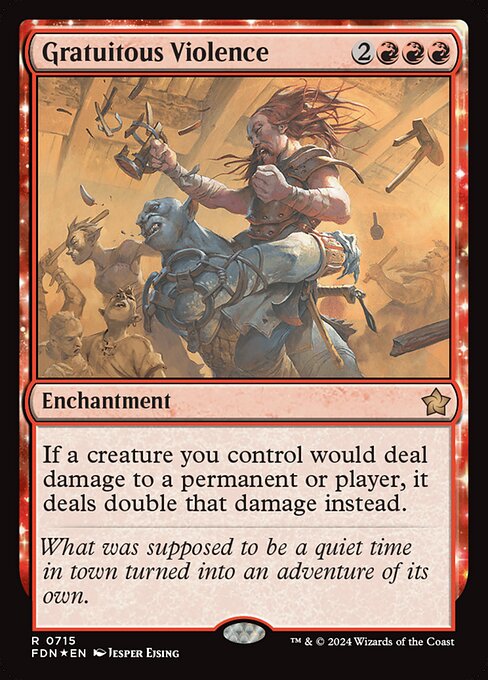 Gratuitous Violence 2
Enchantment
If a creature you control would deal
damage to a permanent or player, it
deals double that damage instead.
What was supposed to be a quiet time
in town turned into an adventure of its
own.
R 0715
FDN★EN Jesper Eising
™ & © 2024 Wizards of the Coast